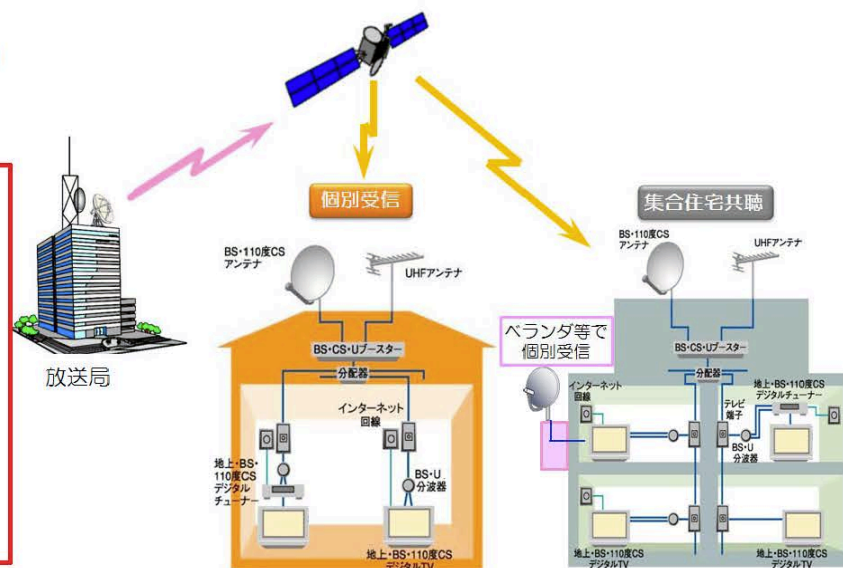 個別受信
集合住宅共聴
BS・110度CS
アンテナ
UHFアンテナ
BS・110度CS
アンテナ
UHFアンテナ
放送局
BS・CS・Uブースター
分配器
インターネット
回線
地上・BS・
110度CS
デジタル
チューナー
BS・U
分波器
地上・BS・110度CS
デジタルTV
ベランダ等で
個別受信
BS・CS・Uブースター
分配器
インターネット
回線
テレビ
端子
地上・BS・110度CS
デジタルチューナー
BS・U
分波器
地上・BS・110度CS
デジタルTV
地上・BS・110度CS
デジタルTV